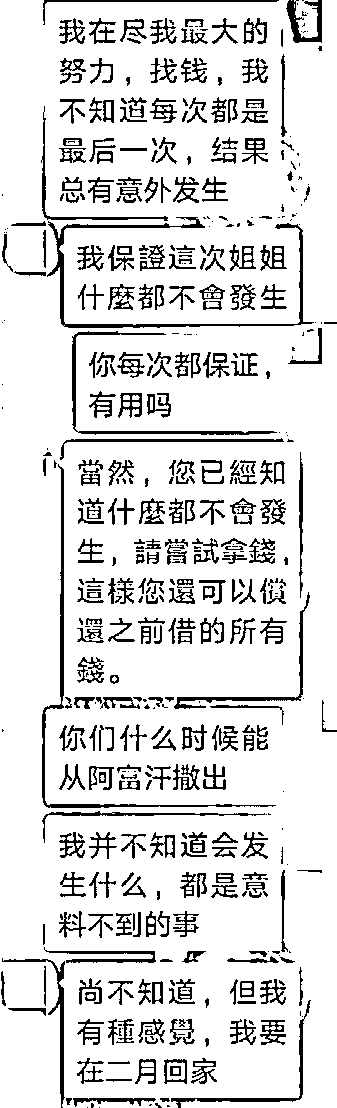 我在尽我最大的
努力，找钱，我
不知道每次都是
最后一次，结果
总有意外发生
我保證這次姐姐
什麼都不會發生
你每次都保证，
有用吗
當然，您已經知
道什麼都不會發
生，請嘗試拿錢，
這樣您還可以償
還之前借的所有
錢。
你们什么时候能
从阿富汗撤出
我并不知道会发
生什么，都是意
料不到的事
尚不知道，但我
有種感覺，我要
在二月回家